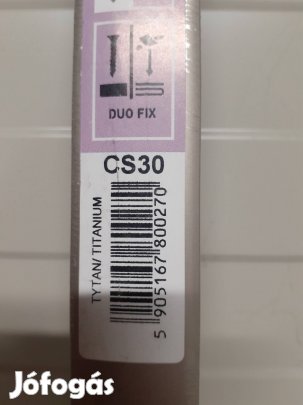 DUO FIX
CS30
TYTAN/TITANIUM
5 905167 800270
Jófogás